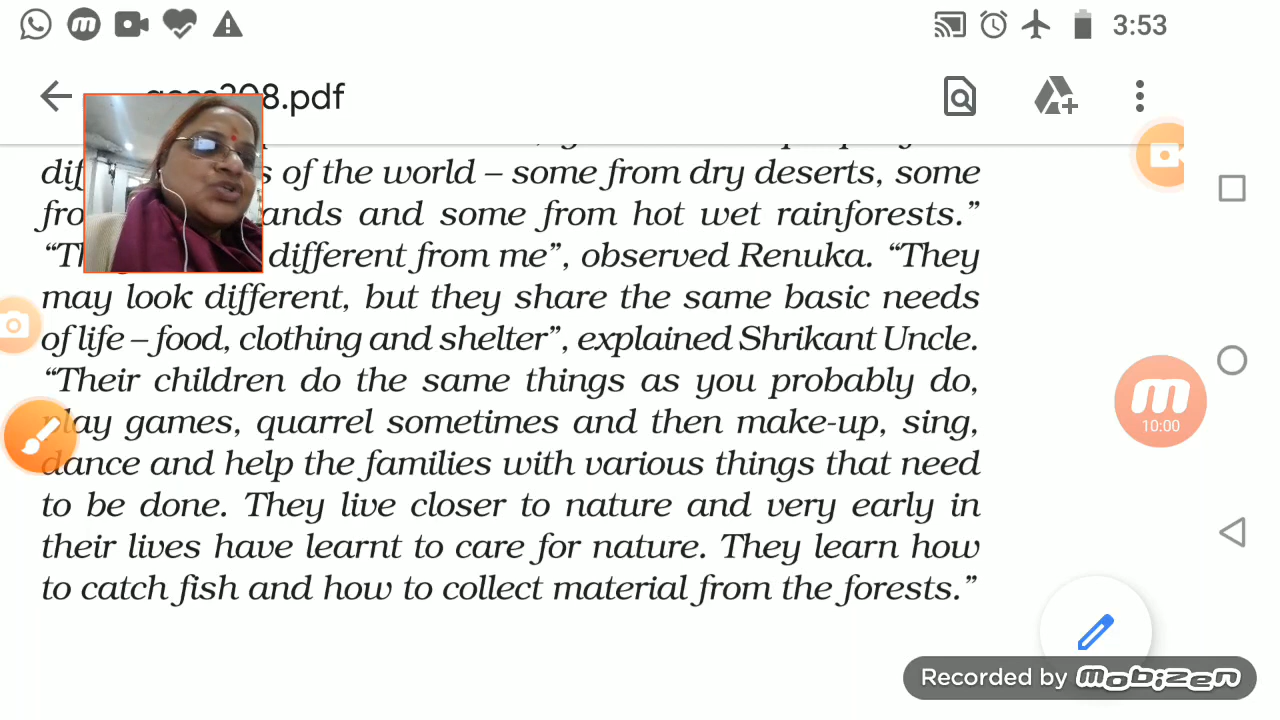 3:53
308.pdf
s of the world – some from dry deserts, some
ands and some from hot wet rainforests.”
different from me”, observed Renuka. “They
may look different, but they share the same basic needs
of life – food, clothing and shelter”, explained Shrikant Uncle.
“Their children do the same things as you probably do,
play games, quarrel sometimes and then make-up, sing,
dance and help the families with various things that need
to be done. They live closer to nature and very early in
their lives have learnt to care for nature. They learn how
to catch fish and how to collect material from the forests.”
10:00
Recorded by mobizen